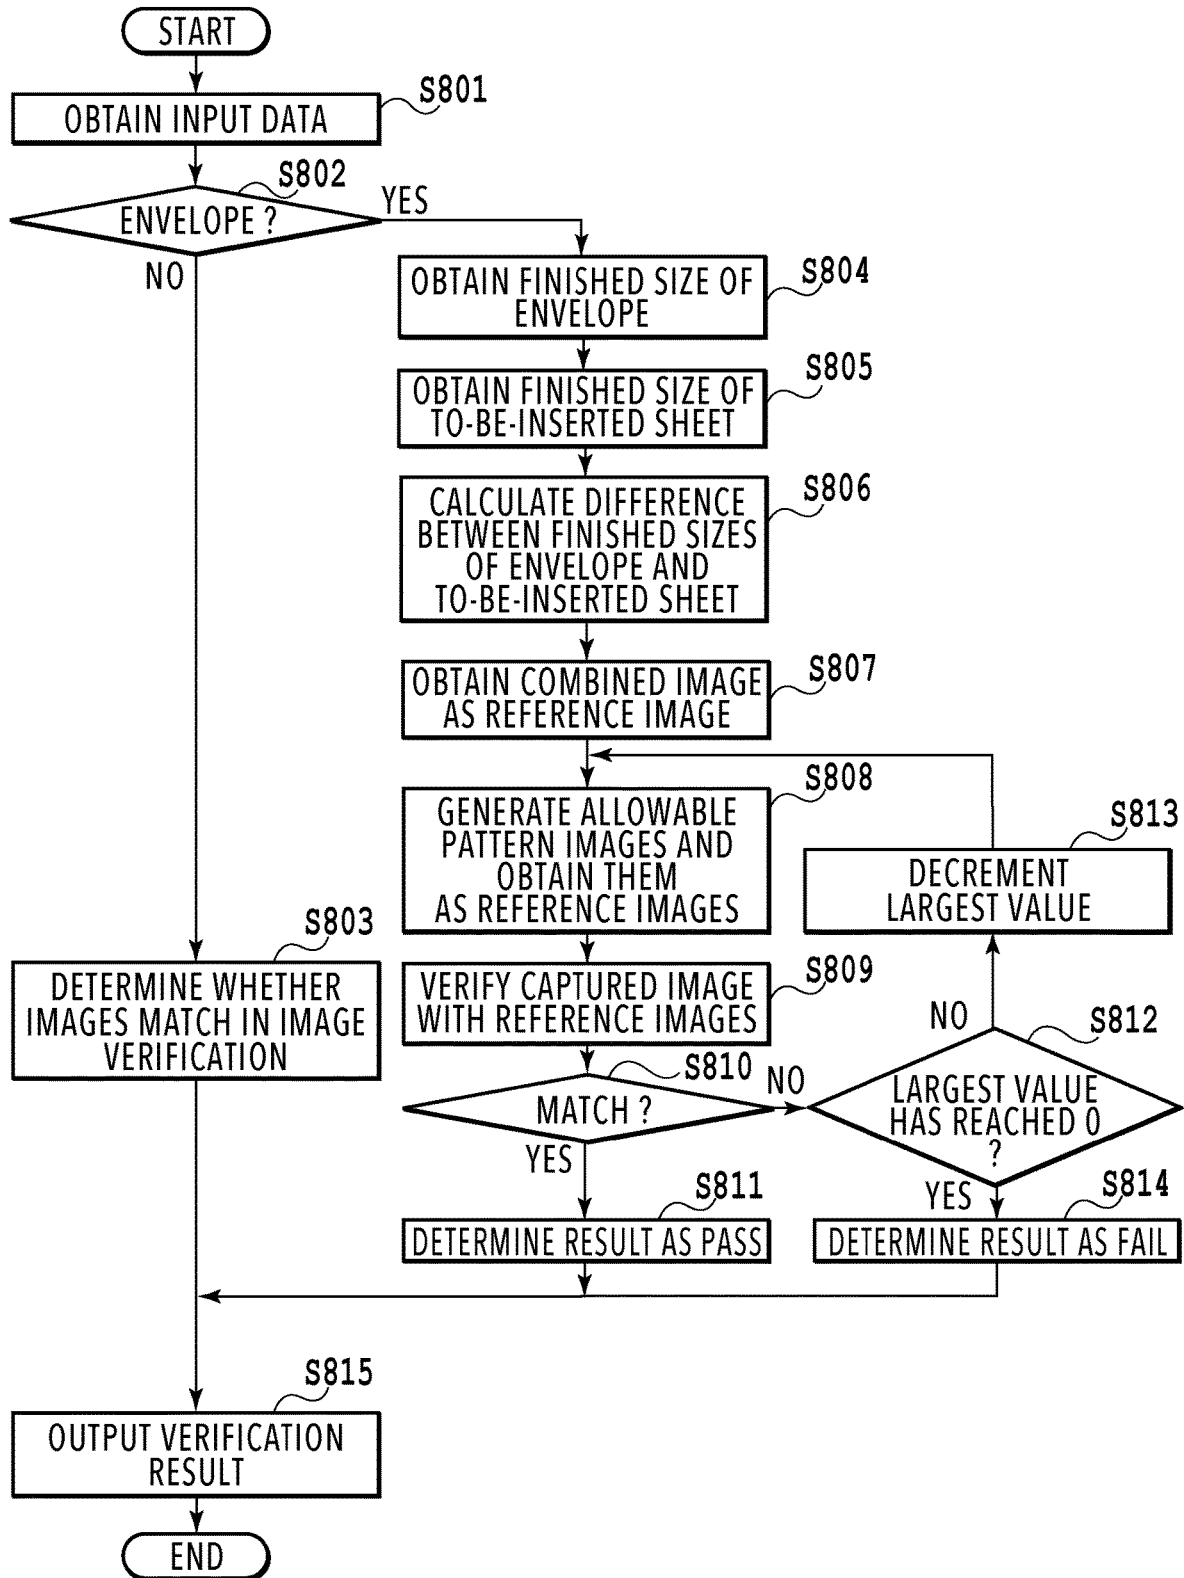 START
S801
OBTAIN INPUT DATA
S802
ENVELOPE ?
YES
NO
S804
OBTAIN FINISHED SIZE OF
ENVELOPE
S805
OBTAIN FINISHED SIZE OF
TO-BE-INSERTED SHEET
S806
CALCULATE DIFFERENCE
BETWEEN FINISHED SIZES
OF ENVELOPE AND
TO-BE-INSERTED SHEET
S807
OBTAIN COMBINED IMAGE
AS REFERENCE IMAGE
S808
GENERATE ALLOWABLE
PATTERN IMAGES AND
OBTAIN THEM
AS REFERENCE IMAGES
S813
DECREMENT
LARGEST VALUE
S803
DETERMINE WHETHER
IMAGES MATCH IN IMAGE
VERIFICATION
S809
VERIFY CAPTURED IMAGE
WITH REFERENCE IMAGES
NO
S812
LARGEST VALUE
HAS REACHED 0
?
S810
MATCH ?
NO
YES
YES
S811
DETERMINE RESULT AS PASS
S814
DETERMINE RESULT AS FAIL
S815
OUTPUT VERIFICATION
RESULT
END